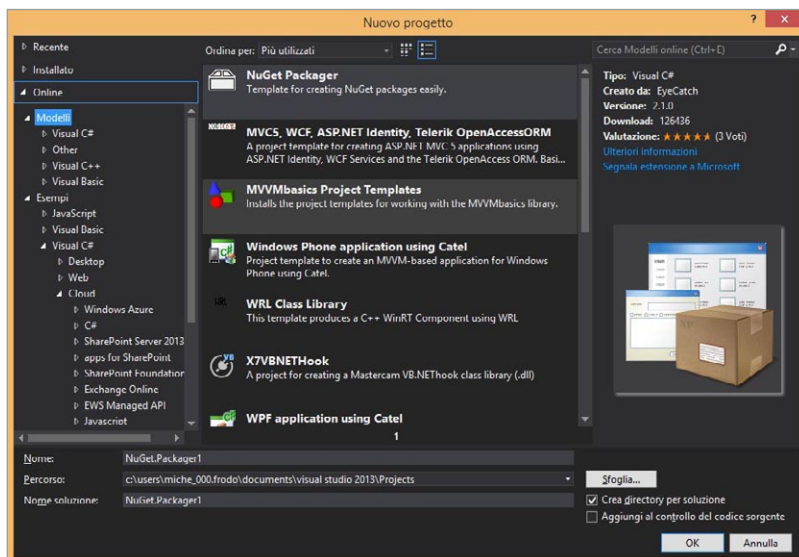 Nuovo progetto
? x
Recente
Installato
Online
Modelli
Visual C#
Other
Visual C++
Visual Basic
Esempi
JavaScript
Visual Basic
Visual C#
Desktop
Web
Cloud
Windows Azure
C#
SharePoint Server 2013
apps for SharePoint
SharePoint Foundation
Exchange Online
EWS Managed API
Javascript
Ordina per: Più utilizzati
NuGet Packager
Template for creating NuGet packages easily.
MVC5, WCF, ASP.NET Identity, Telerik OpenAccessORM
A project template for creating ASP.NET MVC 5 applications using
ASP.NET Identity, WCF Services and the Telerik OpenAccess ORM. Basi...
MVVMbasics Project Templates
Installs the project templates for working with the MVVMbasics library.
Windows Phone application using Catel
Project template to create an MVVM-based application for Windows
Phone using Catel.
WRL
WRL Class Library
This template produces a C++ WinRT Component using WRL
VB
X7VBNETHook
A project for creating a Mastercam VB.NEThook class library (.dll)
WPF application using Catel
1
Cerca Modelli online (Ctrl+E)
Tipo: Visual C#
Creato da: EyeCatch
Versione: 2.1.0
Download: 126436
Valutazione: ★★★★★ (3 Voti)
Ulteriori informazioni
Segnala estensione a Microsoft
Nome: NuGet.Packager1
Percorso: c:\users\miche_000.frodo\documents\visual studio 2013\Projects
Sfoglia...
Nome soluzione: NuGet.Packager1
Crea directory per soluzione
Aggiungi al controllo del codice sorgente
OK Annulla